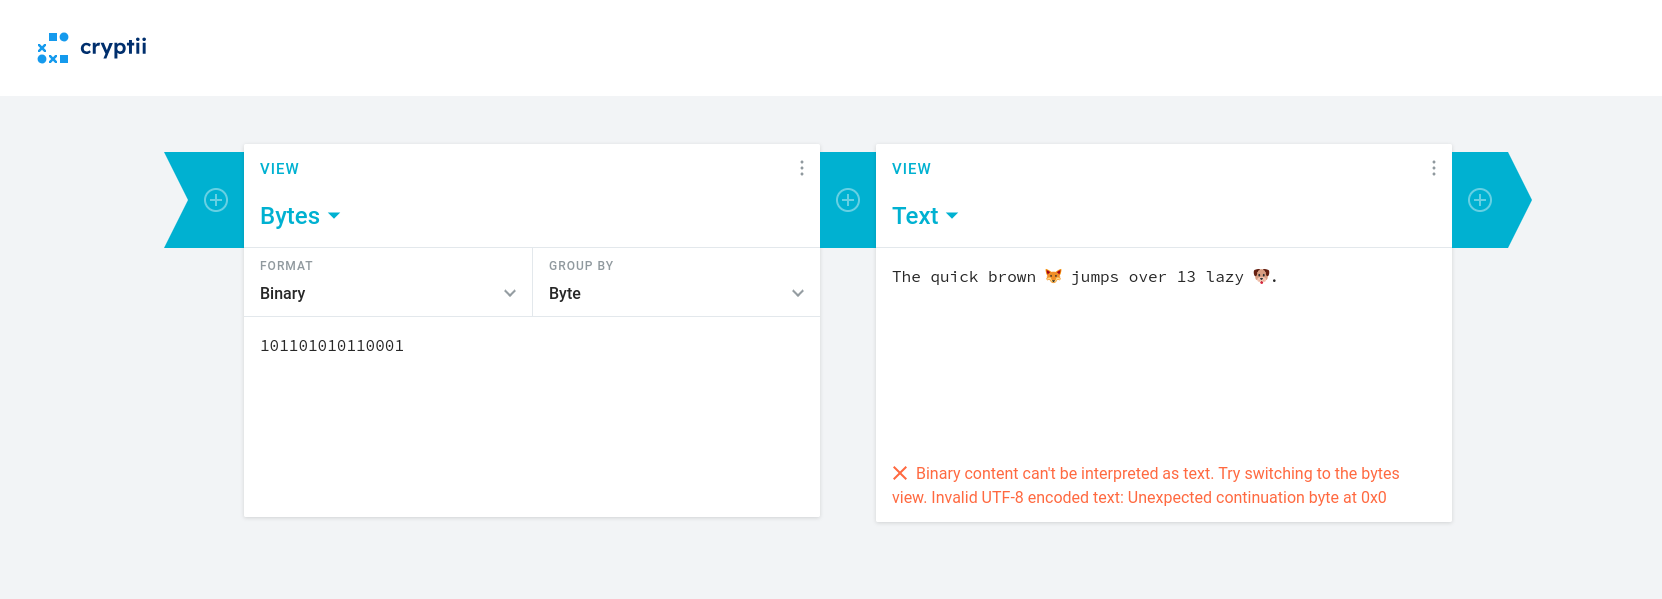 cryptii
VIEW
Bytes
FORMAT
Binary
GROUP BY
Byte
101101010110001
VIEW
Text
The quick brown 🦊 jumps over 13 lazy 🐶.
Binary content can't be interpreted as text. Try switching to the bytes
view. Invalid UTF-8 encoded text: Unexpected continuation byte at 0x0